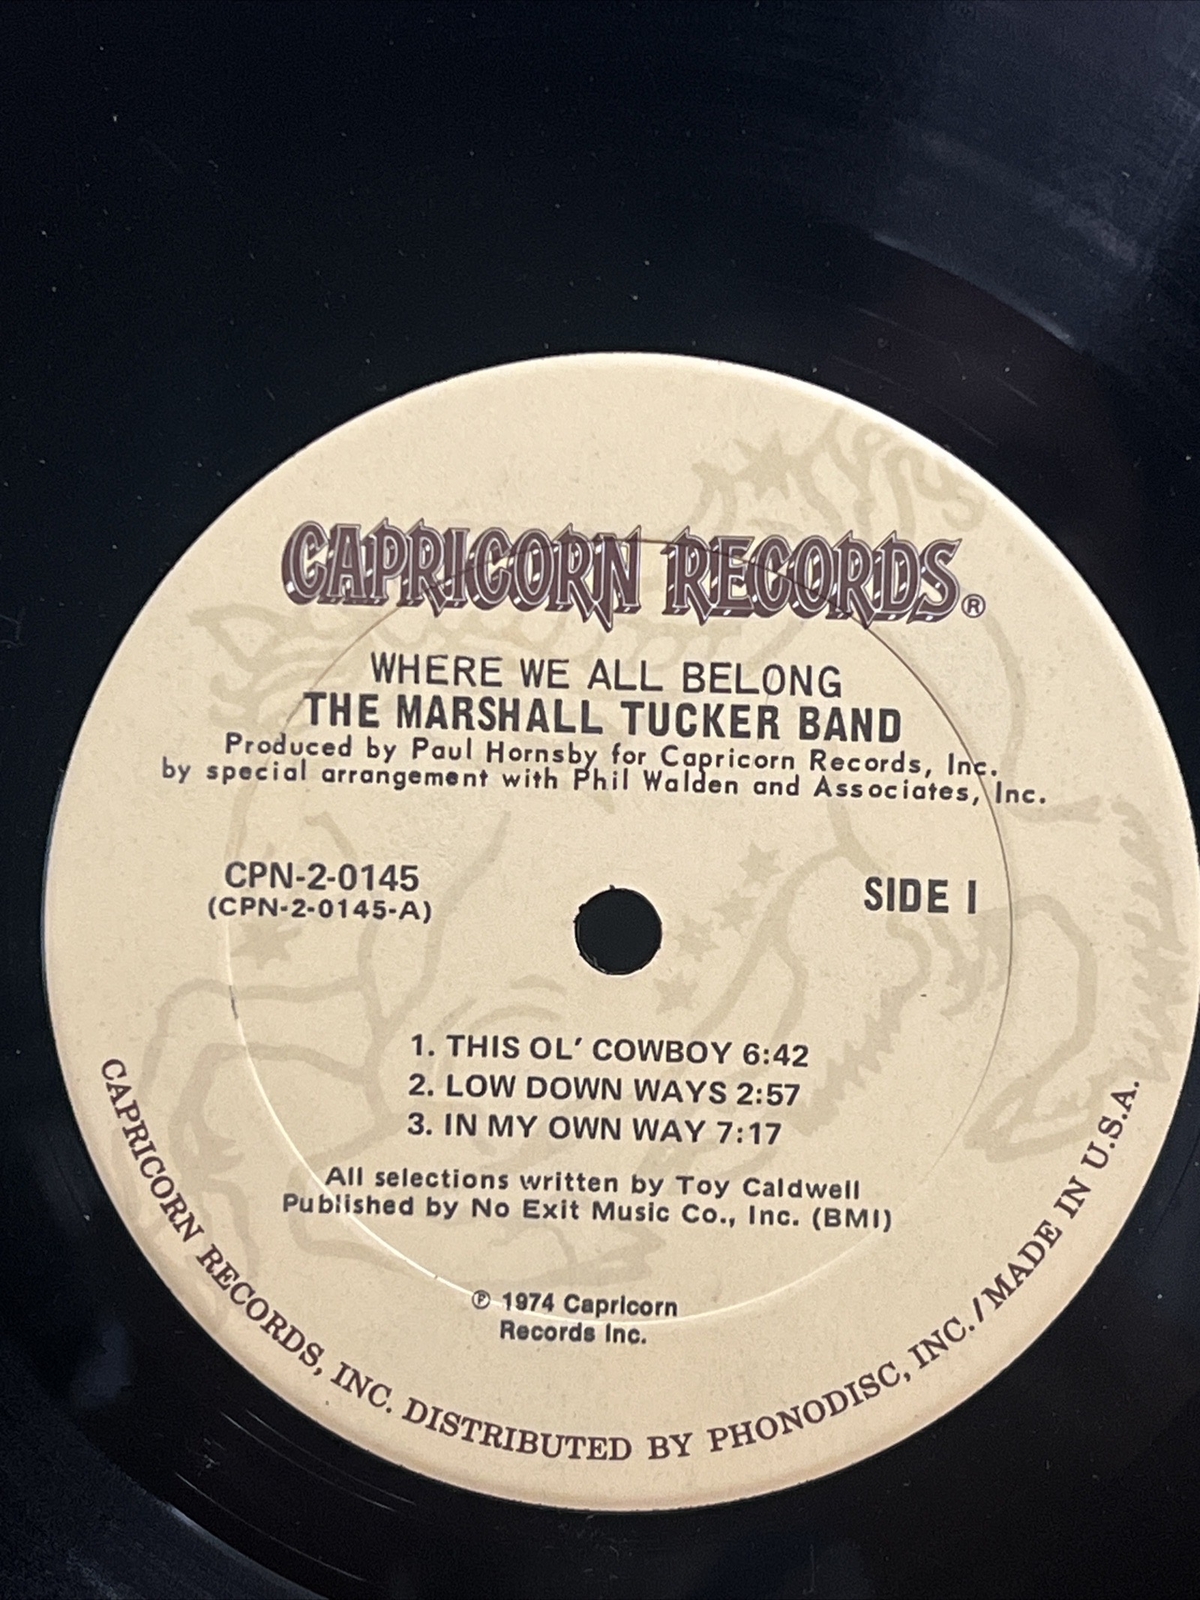 CAPRICORN RECORDS®
WHERE WE ALL BELONG
THE MARSHALL TUCKER BAND
Produced by Paul Hornsby for Capricorn Records, Inc.
by special arrangement with Phil Walden and Associates, Inc.
CPN-2-0145
(CPN-2-0145-A)
SIDE I
1. THIS OL' COWBOY 6:42
2. LOW DOWN WAYS 2:57
3. IN MY OWN WAY 7:17
All selections written by Toy Caldwell
Published by No Exit Music Co., Inc. (BMI)
℗ 1974 Capricorn
Records Inc.
CAPRICORN RECORDS, INC. DISTRIBUTED BY PHONODISC, INC./MADE IN U.S.A.